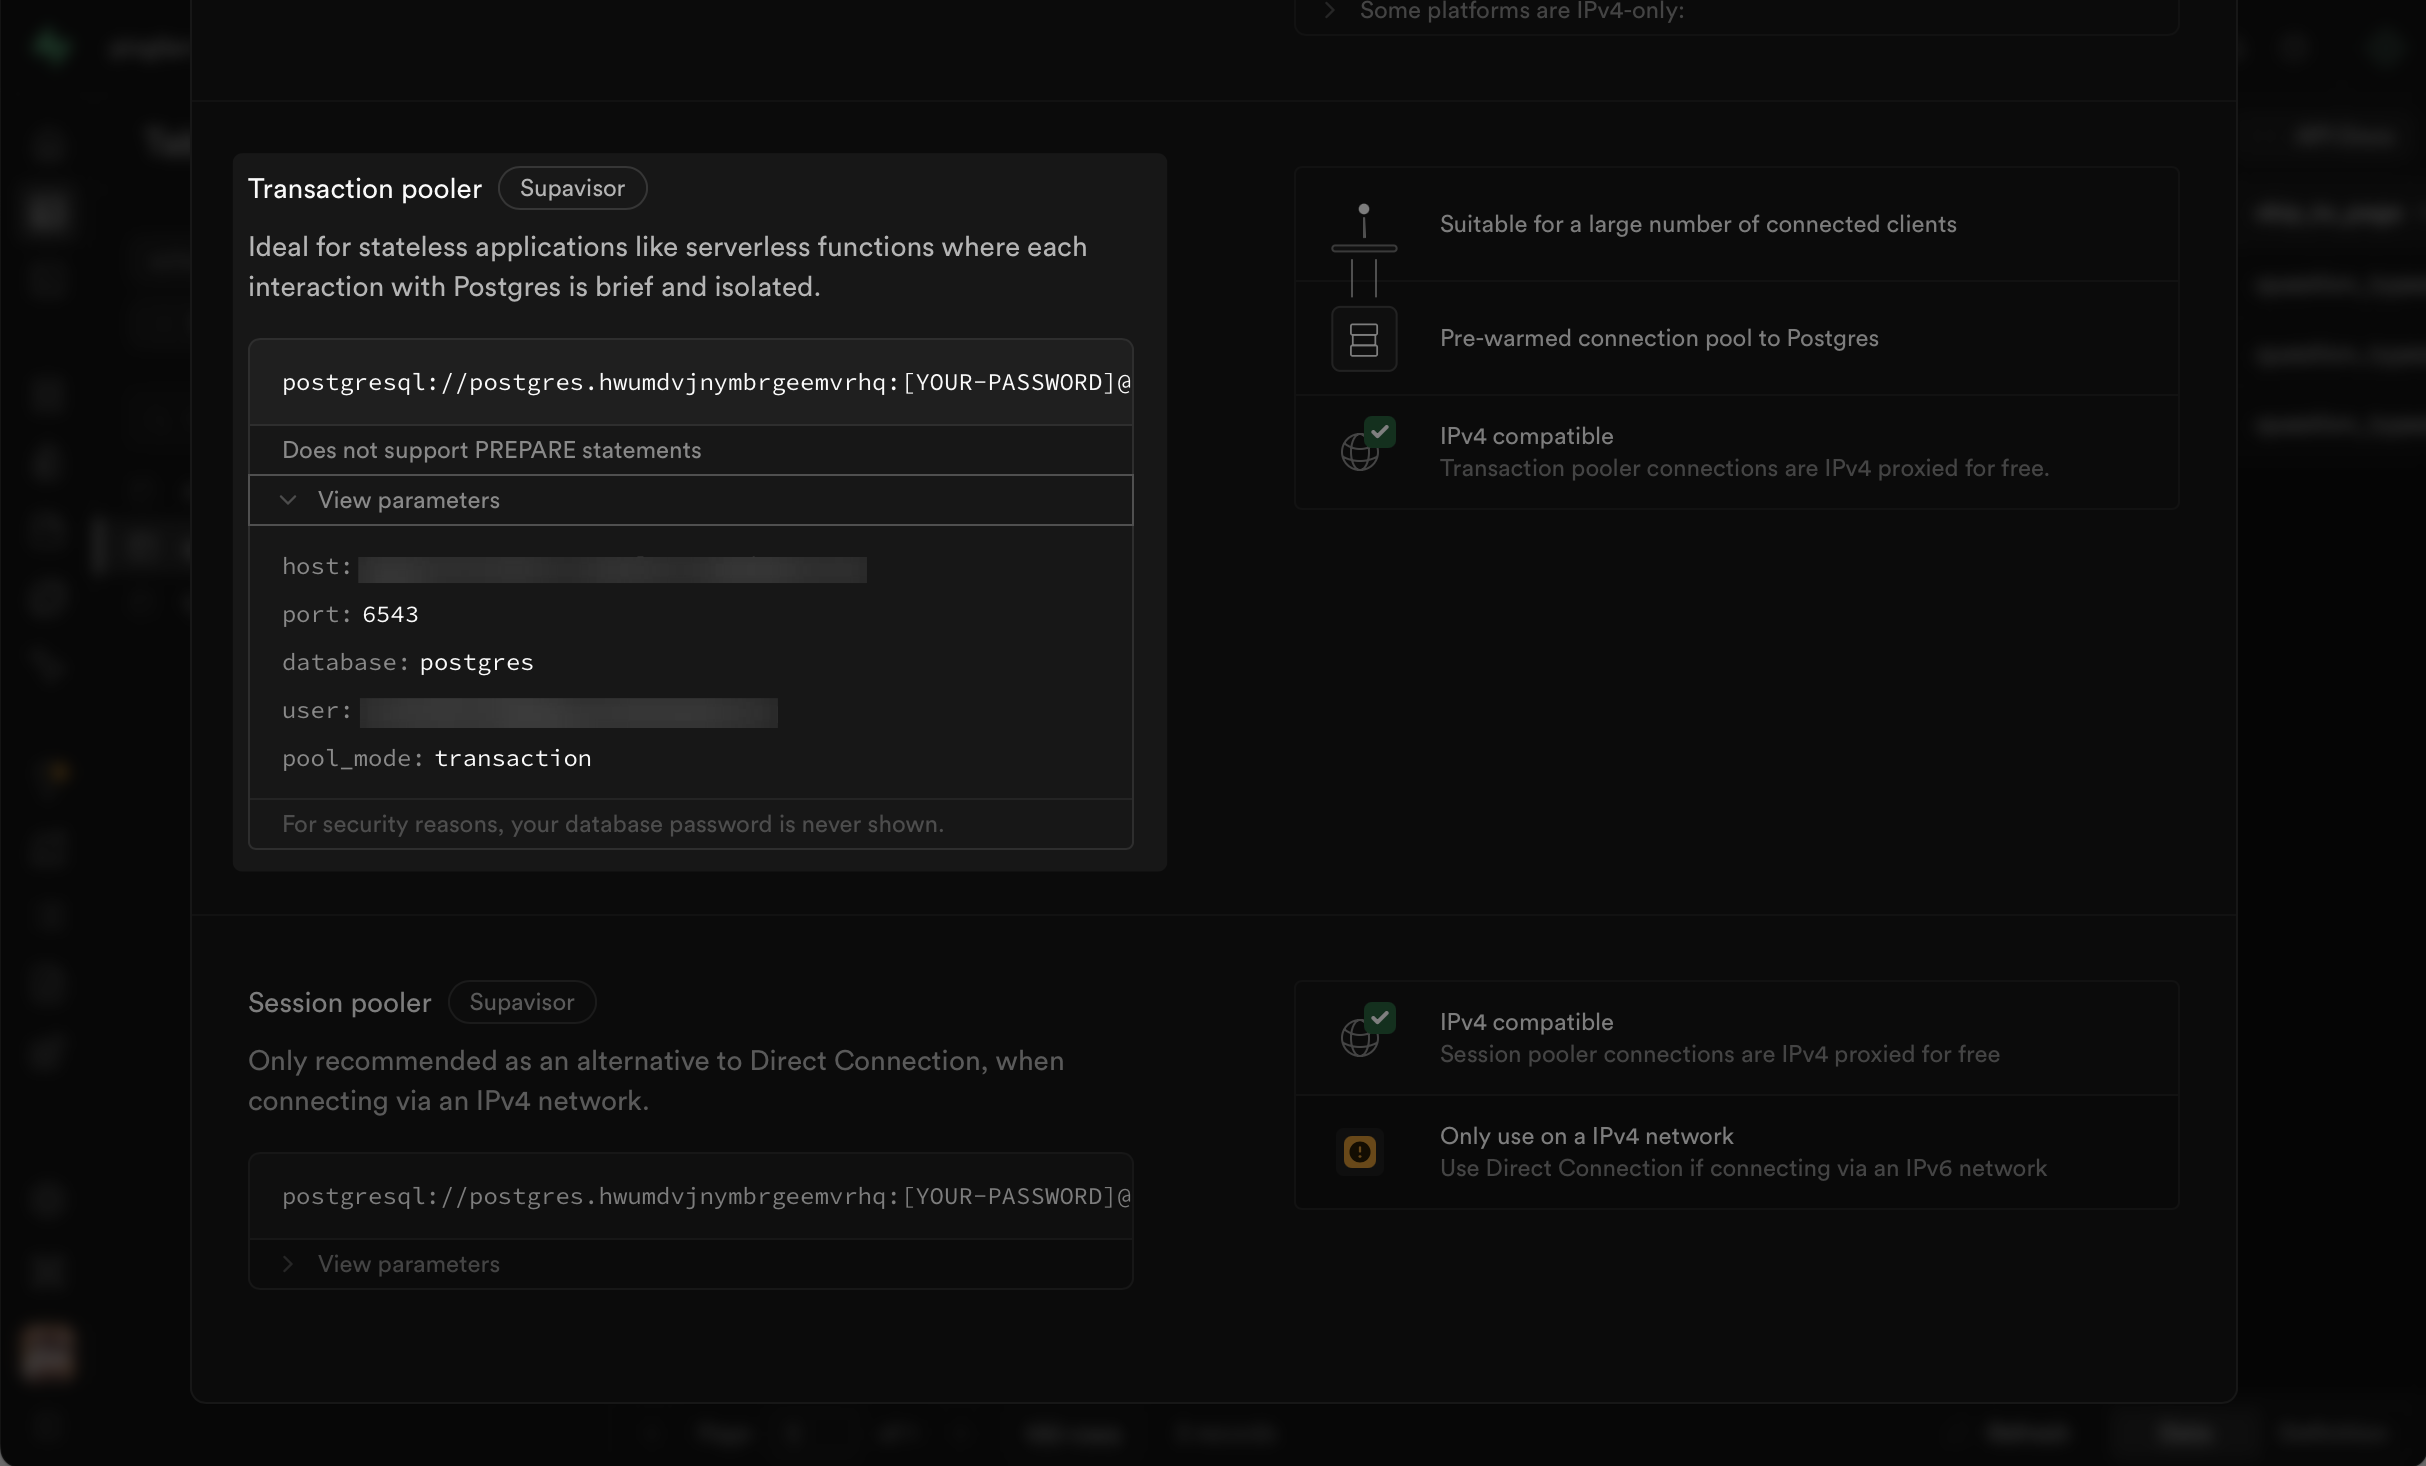 Some platforms are IPv4-only:
Transaction pooler
Supavisor
Ideal for stateless applications like serverless functions where each
interaction with Postgres is brief and isolated.
postgresql://postgres.hwumdvjnymbrgeemvrhq:[YOUR-PASSWORD]@
Does not support PREPARE statements
View parameters
host:
port: 6543
database: postgres
user:
pool_mode: transaction
For security reasons, your database password is never shown.
Suitable for a large number of connected clients
Pre-warmed connection pool to Postgres
IPv4 compatible
Transaction pooler connections are IPv4 proxied for free.
Session pooler
Supavisor
Only recommended as an alternative to Direct Connection, when
connecting via an IPv4 network.
postgresql://postgres.hwumdvjnymbrgeemvrhq:[YOUR-PASSWORD]@
View parameters
IPv4 compatible
Session pooler connections are IPv4 proxied for free
Only use on a IPv4 network
Use Direct Connection if connecting via an IPv6 network